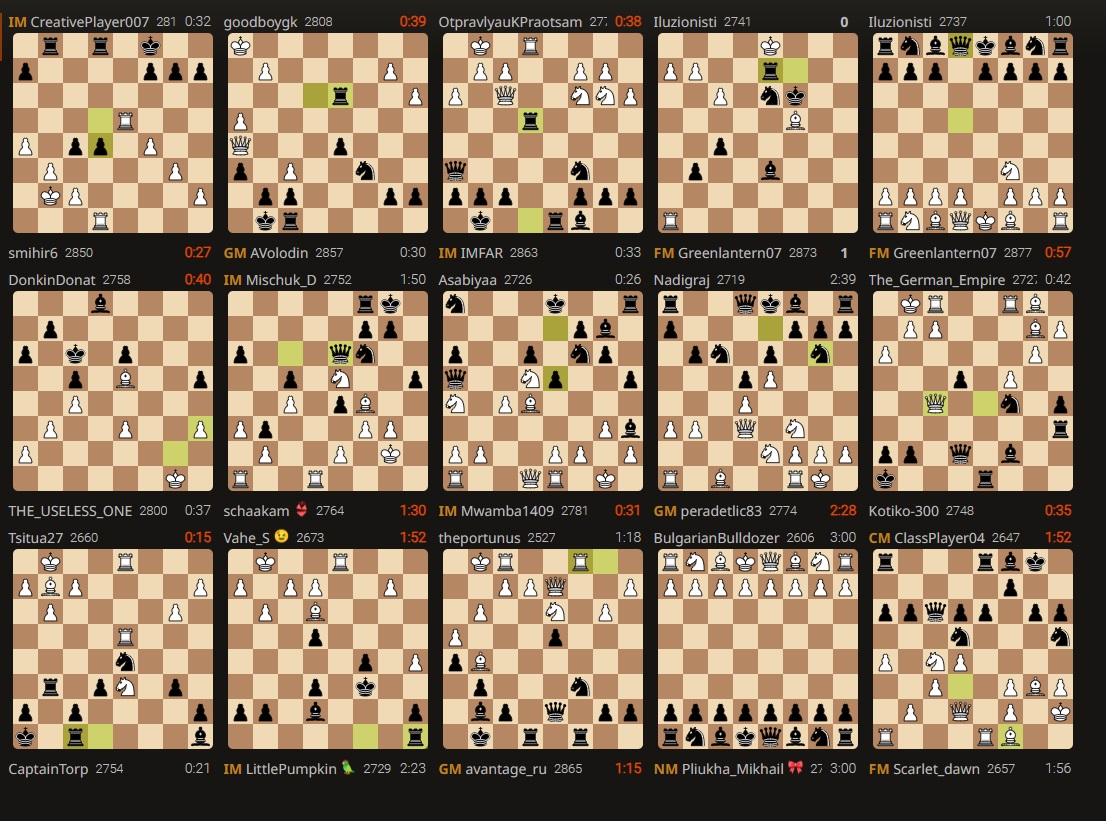 IM CreativePlayer007 281 0:32 goodboygk 2808 0:39 OtpravlyauKPraotsam 27 0:38 Iluzionisti 2741 0 Iluzionisti 2737 1:00
smihir6 2850 0:27 GM AVolodin 2857 0:30 IM IMFAR 2863 0:33 FM Greenlantern07 2873 1 FM Greenlantern07 2877 0:57
DonkinDonat 2758 0:40 IM Mischuk_D 2752 1:50 Asabiyaa 2726 0:26 Nadigraj 2719 2:39 The_German_Empire 272 0:42
THE_USELESS_ONE 2800 0:37 schaakam 👙 2764 1:30 IM Mwamba1409 2781 0:31 GM peradetlic83 2774 2:28 Kotiko-300 2748 0:35
Tsitua27 2660 0:15 Vahe_S 😉 2673 1:52 theportunus 2527 1:18 BulgarianBulldozer 2606 3:00 CM ClassPlayer04 2647 1:52
CaptainTorp 2754 0:21 IM LittlePumpkin 🦜 2729 2:23 GM avantage_ru 2865 1:15 NM Pliukha_Mikhail 🎀 27 3:00 FM Scarlet_dawn 2657 1:56